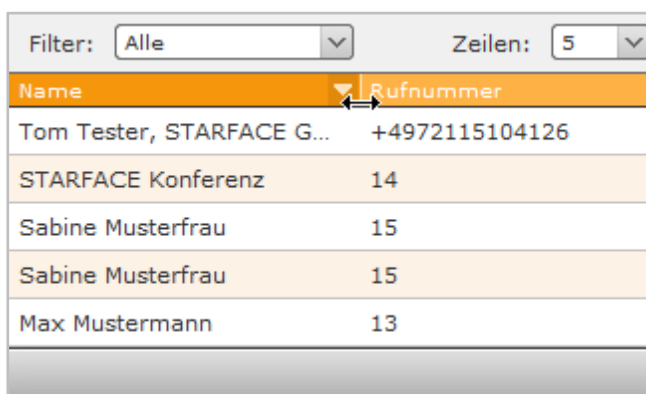 Filter: Alle Zeilen: 5
Name Rufnummer
Tom Tester, STARFACE G... +4972115104126
STARFACE Konferenz 14
Sabine Musterfrau 15
Sabine Musterfrau 15
Max Mustermann 13